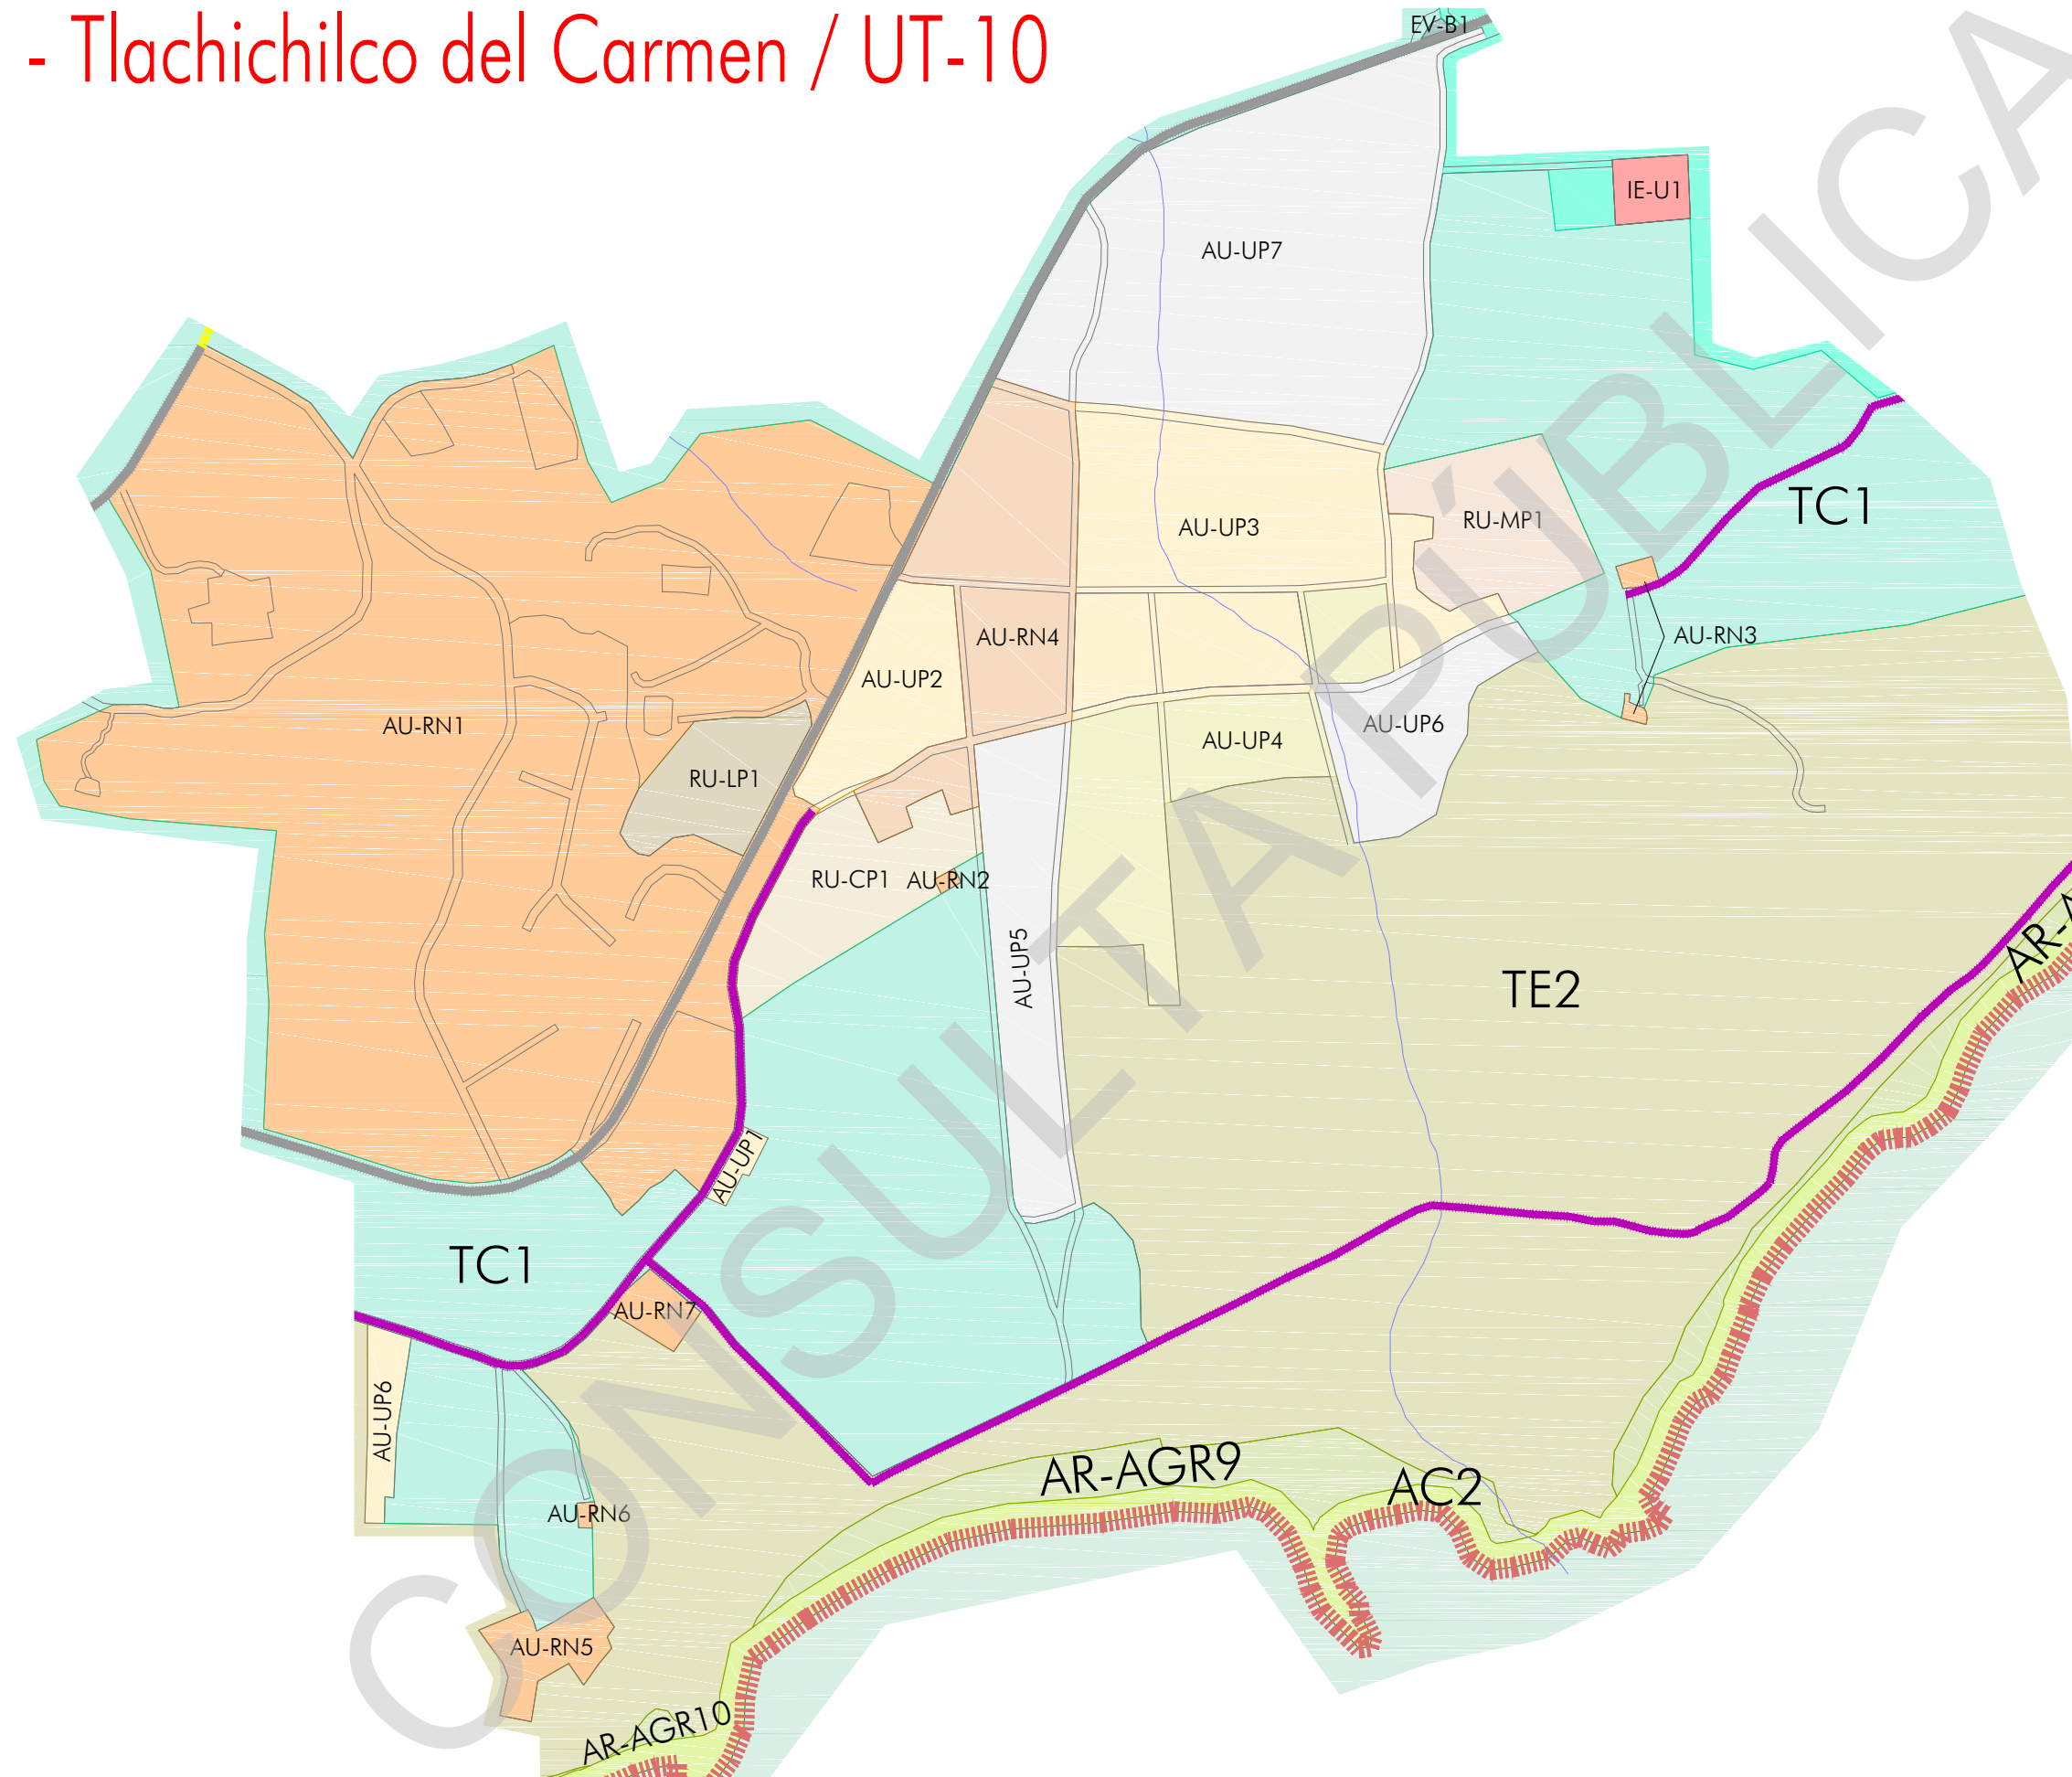 - Tlachichilco del Carmen / UT-10
EV-B1
IE-U1
AU-UP7
TC1
AU-UP3
RU-MP1
AU-RN3
AU-RN4
AU-UP2
AU-RN1
AU-UP6
AU-UP4
RU-LP1
RU-CP1
AU-RN2
AU-UP5
TE2
AR-A
AU-UP1
TC1
AU-RN7
AU-UP6
AR-AGR9
AC2
AU-RN6
AU-RN5
AR-AGR10
CONSULTA PÚBLICA